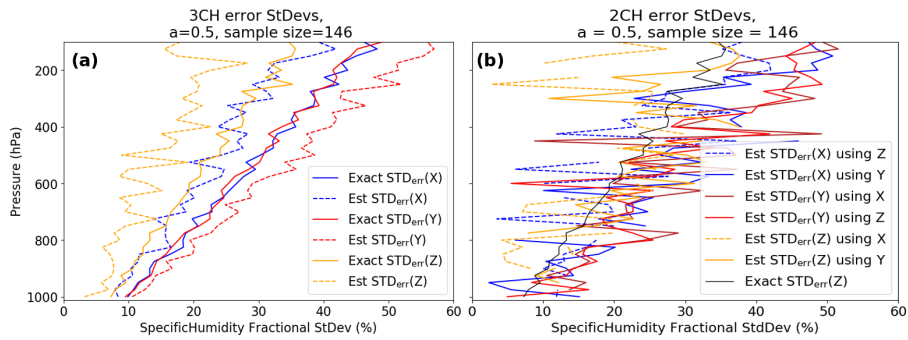 3CH error StDevs,
a=0.5, sample size=146
(a)
Pressure (hPa)
200
400
600
800
1000
0 10 20 30 40 50 60
SpecificHumidity Fractional StDev (%)
Exact STDerr(X)
Est STDerr(X)
Exact STDerr(Y)
Est STDerr(Y)
Exact STDerr(Z)
Est STDerr(Z)
2CH error StDevs,
a = 0.5, sample size = 146
(b)
0 10 20 30 40 50 60
SpecificHumidity Fractional StdDev (%)
Est STDerr(X) using Z
Est STDerr(X) using Y
Est STDerr(Y) using X
Est STDerr(Y) using Z
Est STDerr(Z) using X
Est STDerr(Z) using Y
Exact STDerr(Z)